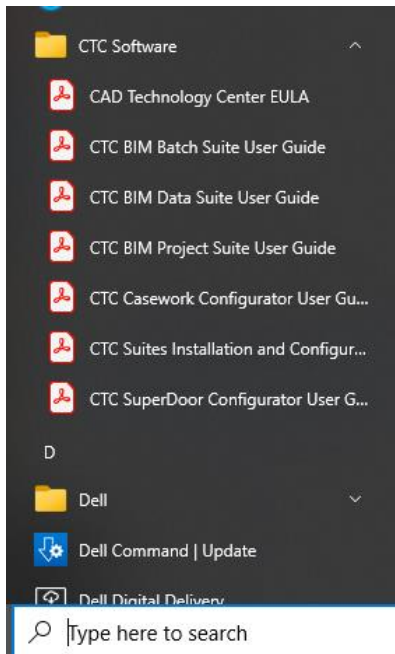 CTC Software
CAD Technology Center EULA
CTC BIM Batch Suite User Guide
CTC BIM Data Suite User Guide
CTC BIM Project Suite User Guide
CTC Casework Configurator User Gu...
CTC Suites Installation and Configur...
CTC SuperDoor Configurator User G...
D
Dell
Dell Command | Update
Dell Digital Delivery
Type here to search